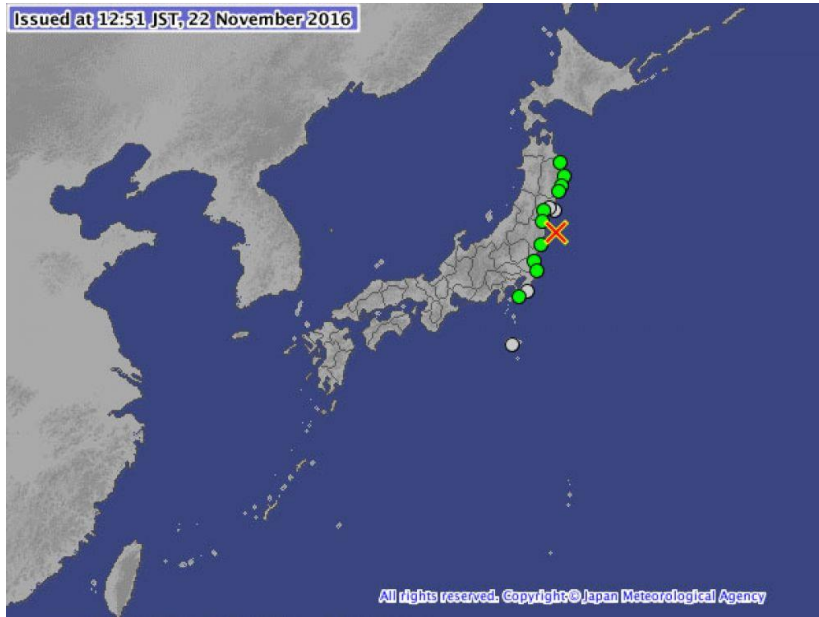 Issued at 12:51 JST, 22 November 2016
All rights reserved. Copyright © Japan Meteorological Agency